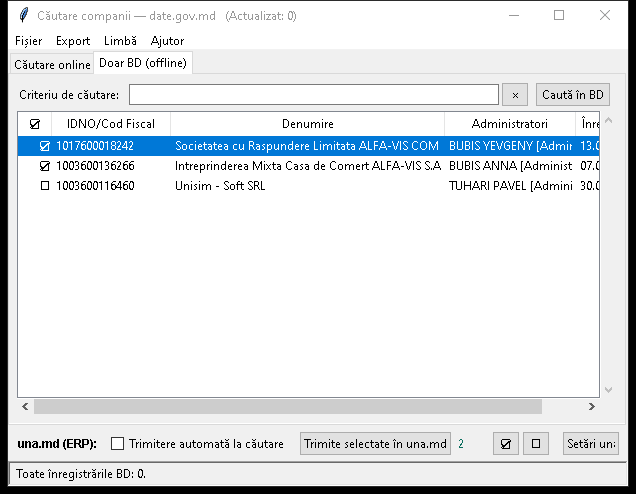 Căutare companii — date.gov.md (Actualizat: 0)
Fișier Export Limbă Ajutor
Căutare online Doar BD (offline)
Criteriu de căutare: × Caută în BD
IDNO/Cod Fiscal Denumire Administratori Înre
1017600018242 Societatea cu Raspundere Limitata ALFA-VIS COM BUBIS YEVGENY [Admir 13.0
1003600136266 Intreprinderea Mixta Casa de Comert ALFA-VIS S.A BUBIS ANNA [Administ 07.0
1003600116460 Unisim - Soft SRL TUHARI PAVEL [Admini 30.0
una.md (ERP): Trimitere automată la căutare Trimite selectate în una.md 2 Setări una
Toate înregistrările BD: 0.